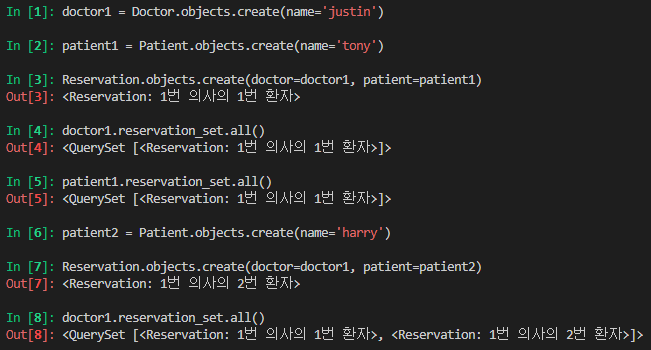 In [1]: doctor1 = Doctor.objects.create(name='justin')
In [2]: patient1 = Patient.objects.create(name='tony')
In [3]: Reservation.objects.create(doctor=doctor1, patient=patient1)
Out[3]: <Reservation: 1번 의사의 1번 환자>
In [4]: doctor1.reservation_set.all()
Out[4]: <QuerySet [<Reservation: 1번 의사의 1번 환자>]>
In [5]: patient1.reservation_set.all()
Out[5]: <QuerySet [<Reservation: 1번 의사의 1번 환자>]>
In [6]: patient2 = Patient.objects.create(name='harry')
In [7]: Reservation.objects.create(doctor=doctor1, patient=patient2)
Out[7]: <Reservation: 1번 의사의 2번 환자>
In [8]: doctor1.reservation_set.all()
Out[8]: <QuerySet [<Reservation: 1번 의사의 1번 환자>, <Reservation: 1번 의사의 2번 환자>]>